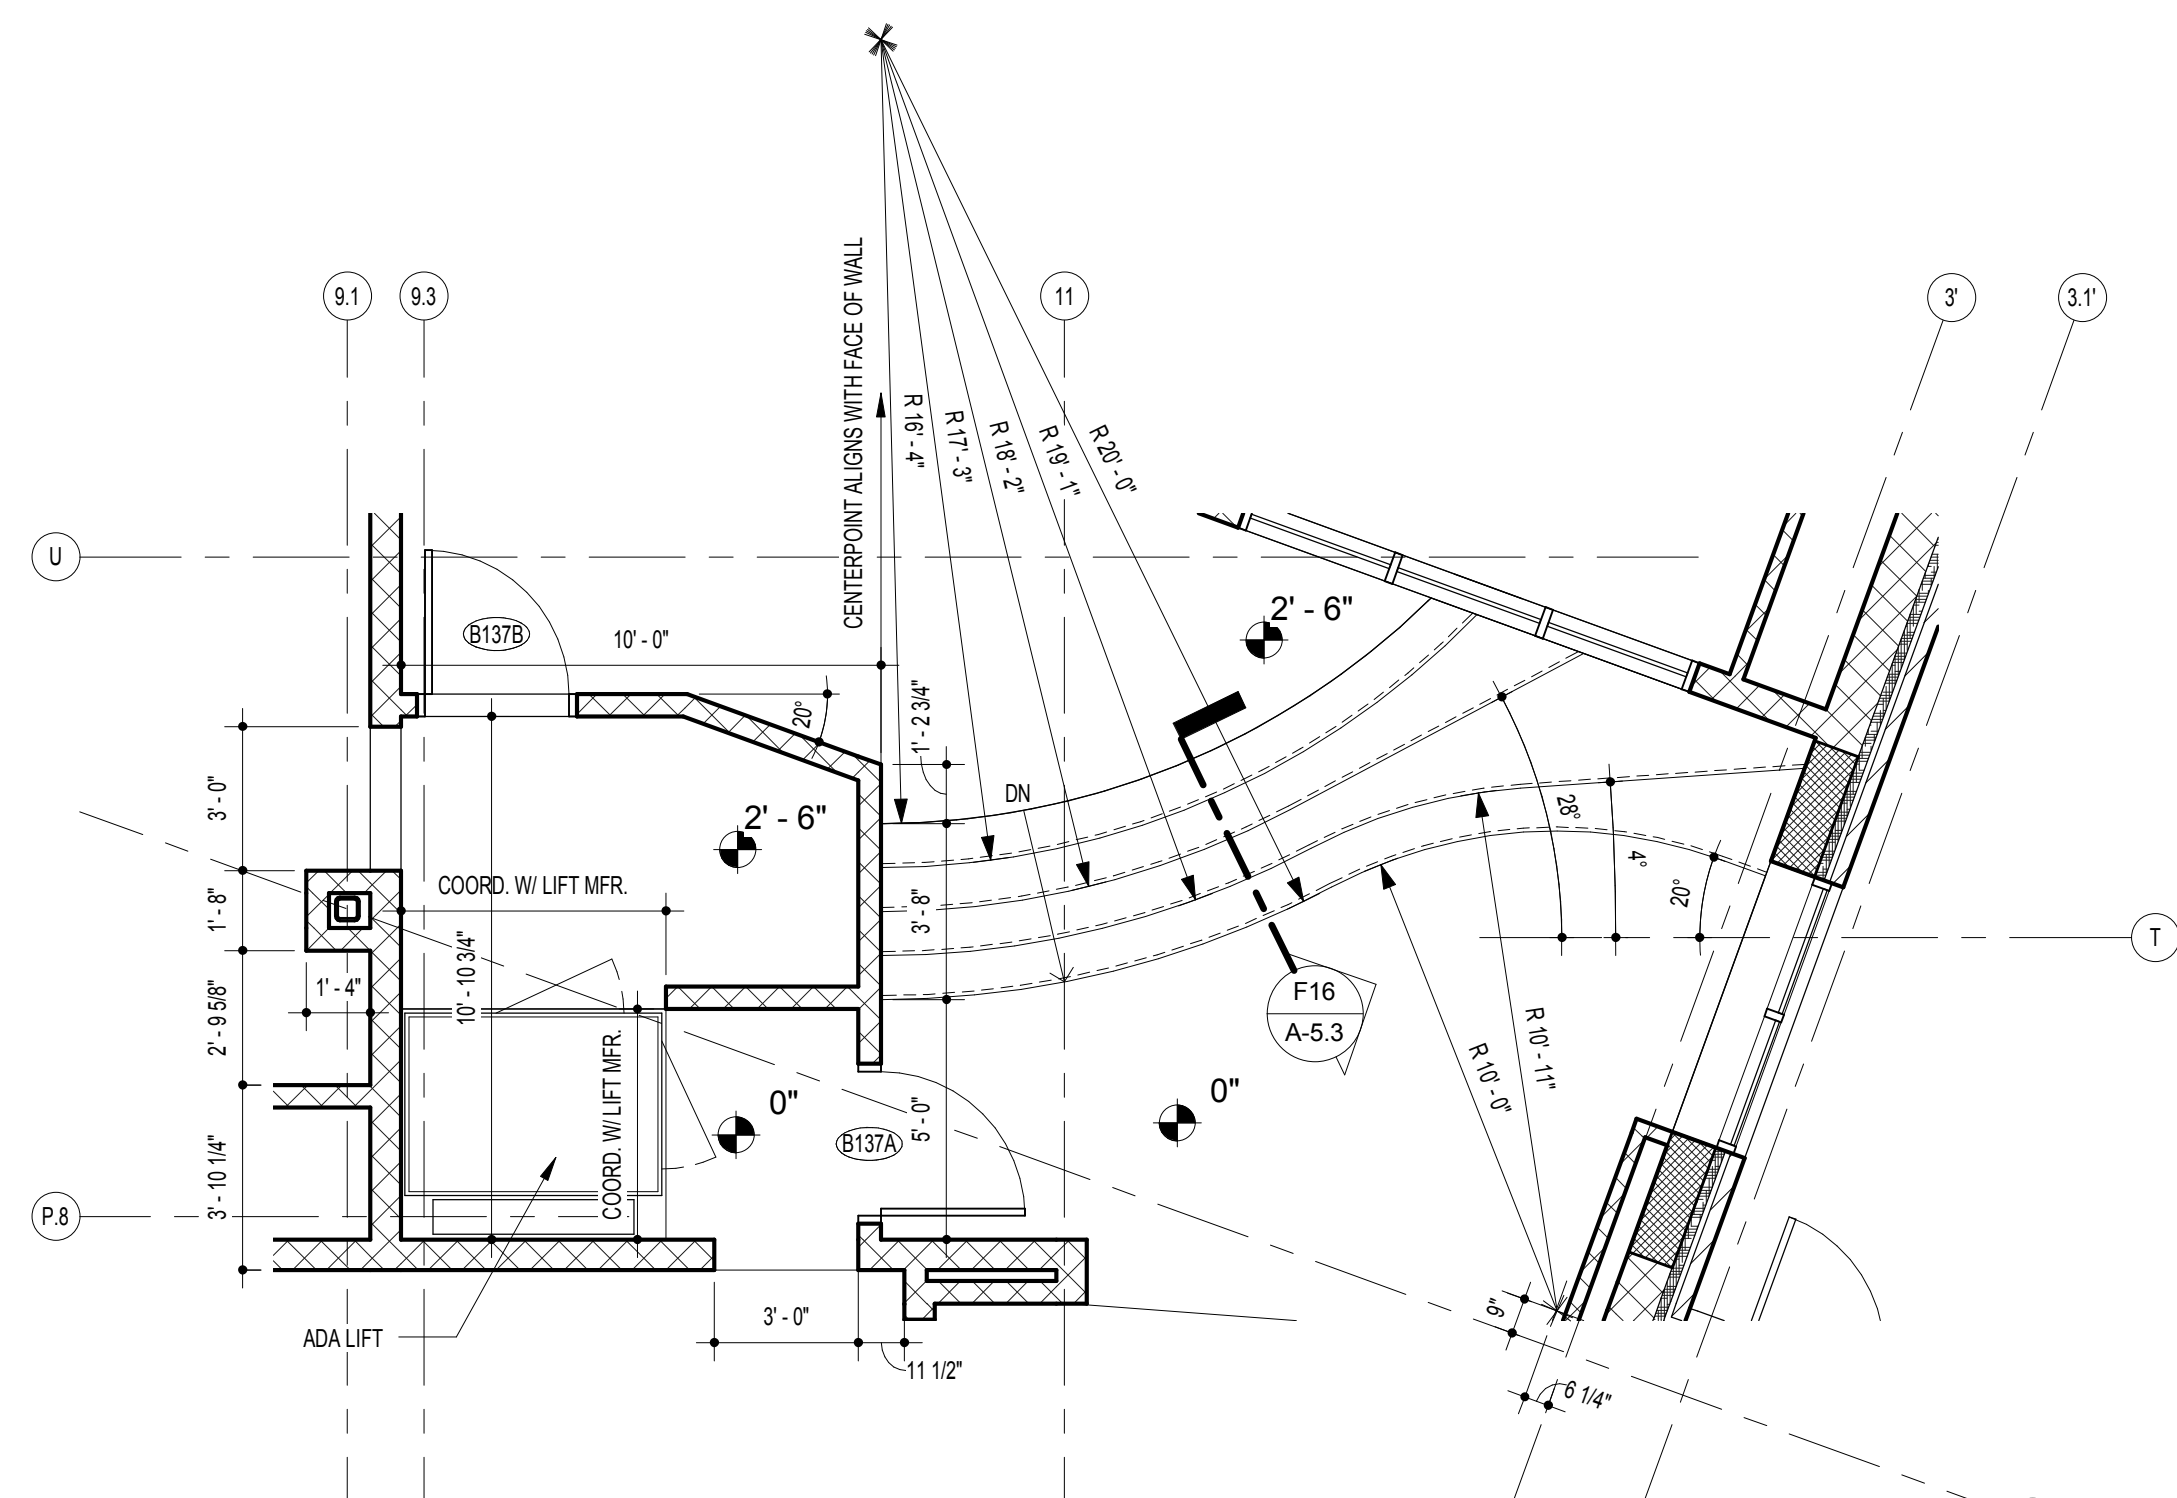 9.1
9.3
11
3'
3.1'
CENTERPOINT ALIGNS WITH FACE OF WALL
R 16' - 4"
R 17' - 3"
R 18' - 2"
R 19' - 1"
R 20' - 0"
U
B137B
10' - 0"
2' - 6"
20°
1' - 2 3/4"
DN
3' - 0"
2' - 6"
28°
4°
20°
COORD. W/ LIFT MFR.
1' - 8"
3' - 8"
T
10' - 10 3/4"
1' - 4"
2' - 9 5/8"
F16
A-5.3
R 10' - 0"
R 10' - 11"
COORD. W/ LIFT MFR.
0"
B137A
5' - 0"
0"
3' - 10 1/4"
P.8
ADA LIFT
3' - 0"
11 1/2"
9"
6 1/4"